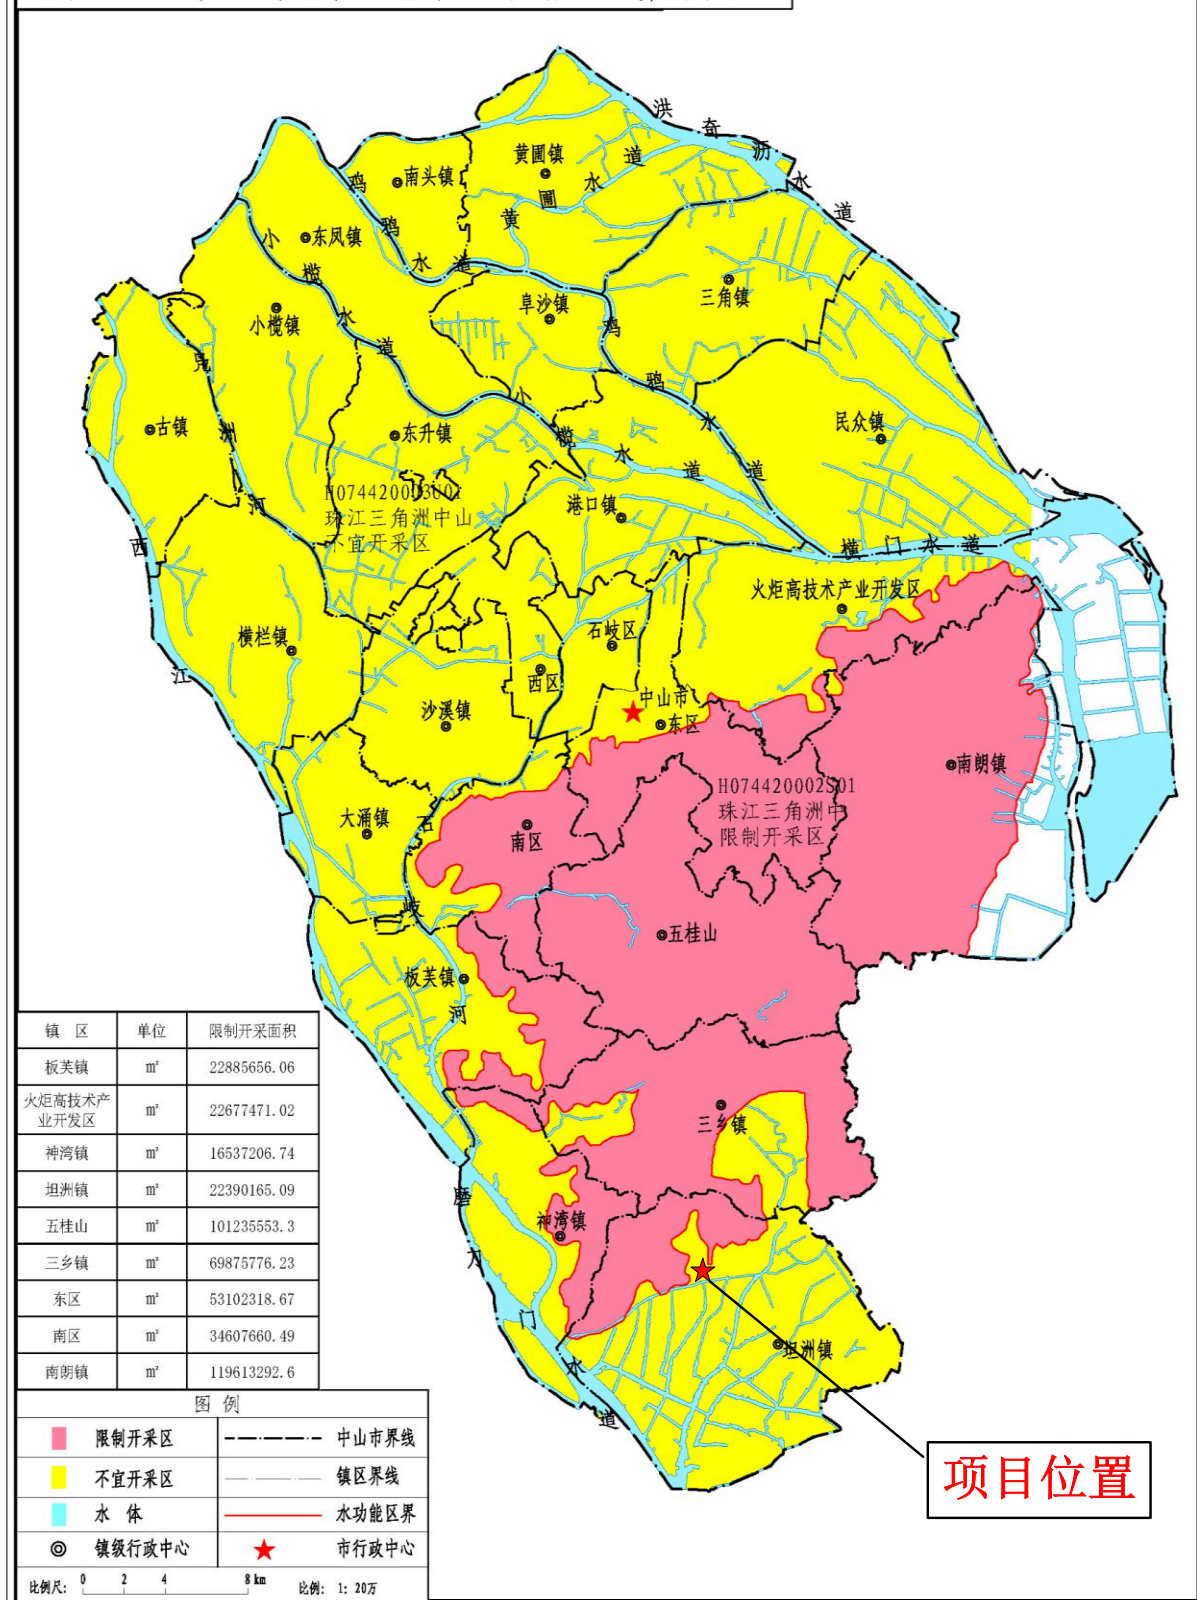 洪奇沥水道
黄圃镇
南头镇
黄圃水道
鸡鸦水道
东凤镇
小榄水道
三角镇
阜沙镇
小榄镇
鸡鸦水道
凫洲河
小榄水道
古镇
东升镇
民众镇
H074420003U01
珠江三角洲中山
不宜开采区
港口镇
西江
横门水道
火炬高技术产业开发区
石岐区
横栏镇
西区
中山市
东区
沙溪镇
南朗镇
H074420002S01
珠江三角洲中
限制开采区
大涌镇
南区
石岐河
五桂山
板芙镇
三乡镇
神湾镇
磨刀门水道
坦洲镇
项目位置
镇 区 单位 限制开采面积
板芙镇 m² 22885656.06
火炬高技术产
业开发区 m² 22677471.02
神湾镇 m² 16537206.74
坦洲镇 m² 22390165.09
五桂山 m² 101235553.3
三乡镇 m² 69875776.23
东区 m² 53102318.67
南区 m² 34607660.49
南朗镇 m² 119613292.6
图 例
限制开采区 中山市界线
不宜开采区 镇区界线
水 体 水功能区界
镇级行政中心 市行政中心
比例尺: 0 2 4 8 km 比例: 1: 20万